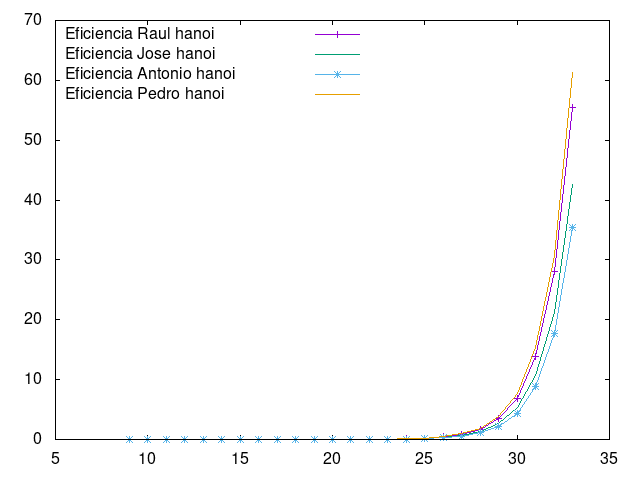 70
60
50
40
30
20
10
0
5 10 15 20 25 30 35
Eficiencia Raul hanoi
Eficiencia Jose hanoi
Eficiencia Antonio hanoi
Eficiencia Pedro hanoi